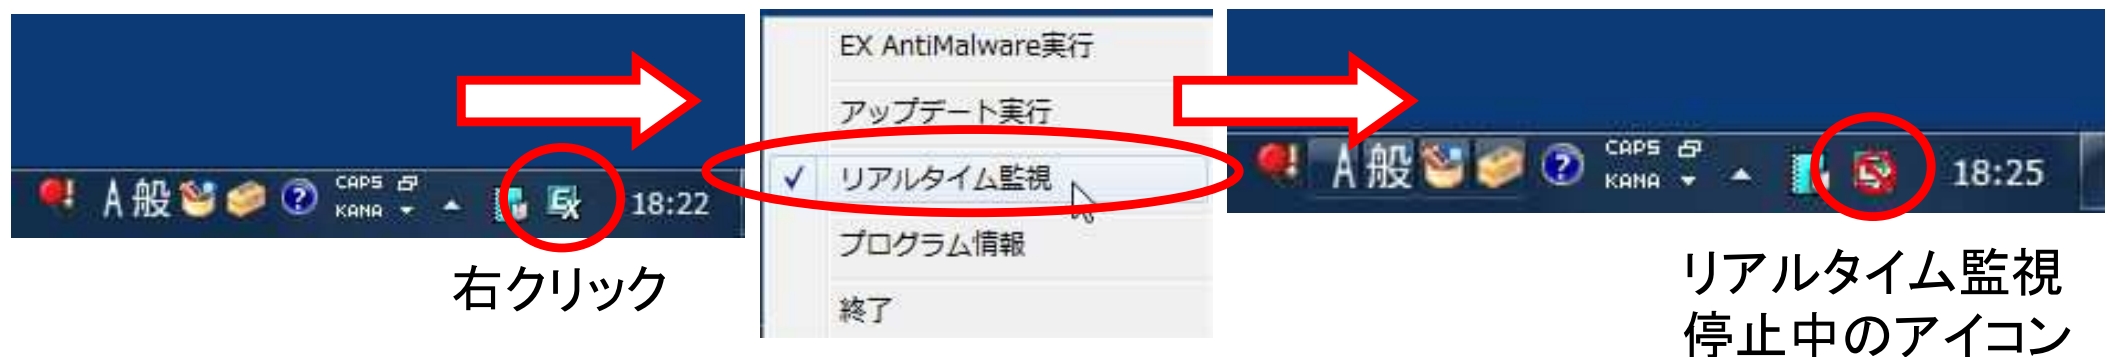 A 般 CAPS
KANA
18:22
右クリック
EX AntiMalware実行
アップデート実行
リアルタイム監視
プログラム情報
終了
A 般 CAPS
KANA
18:25
リアルタイム監視
停止中のアイコン